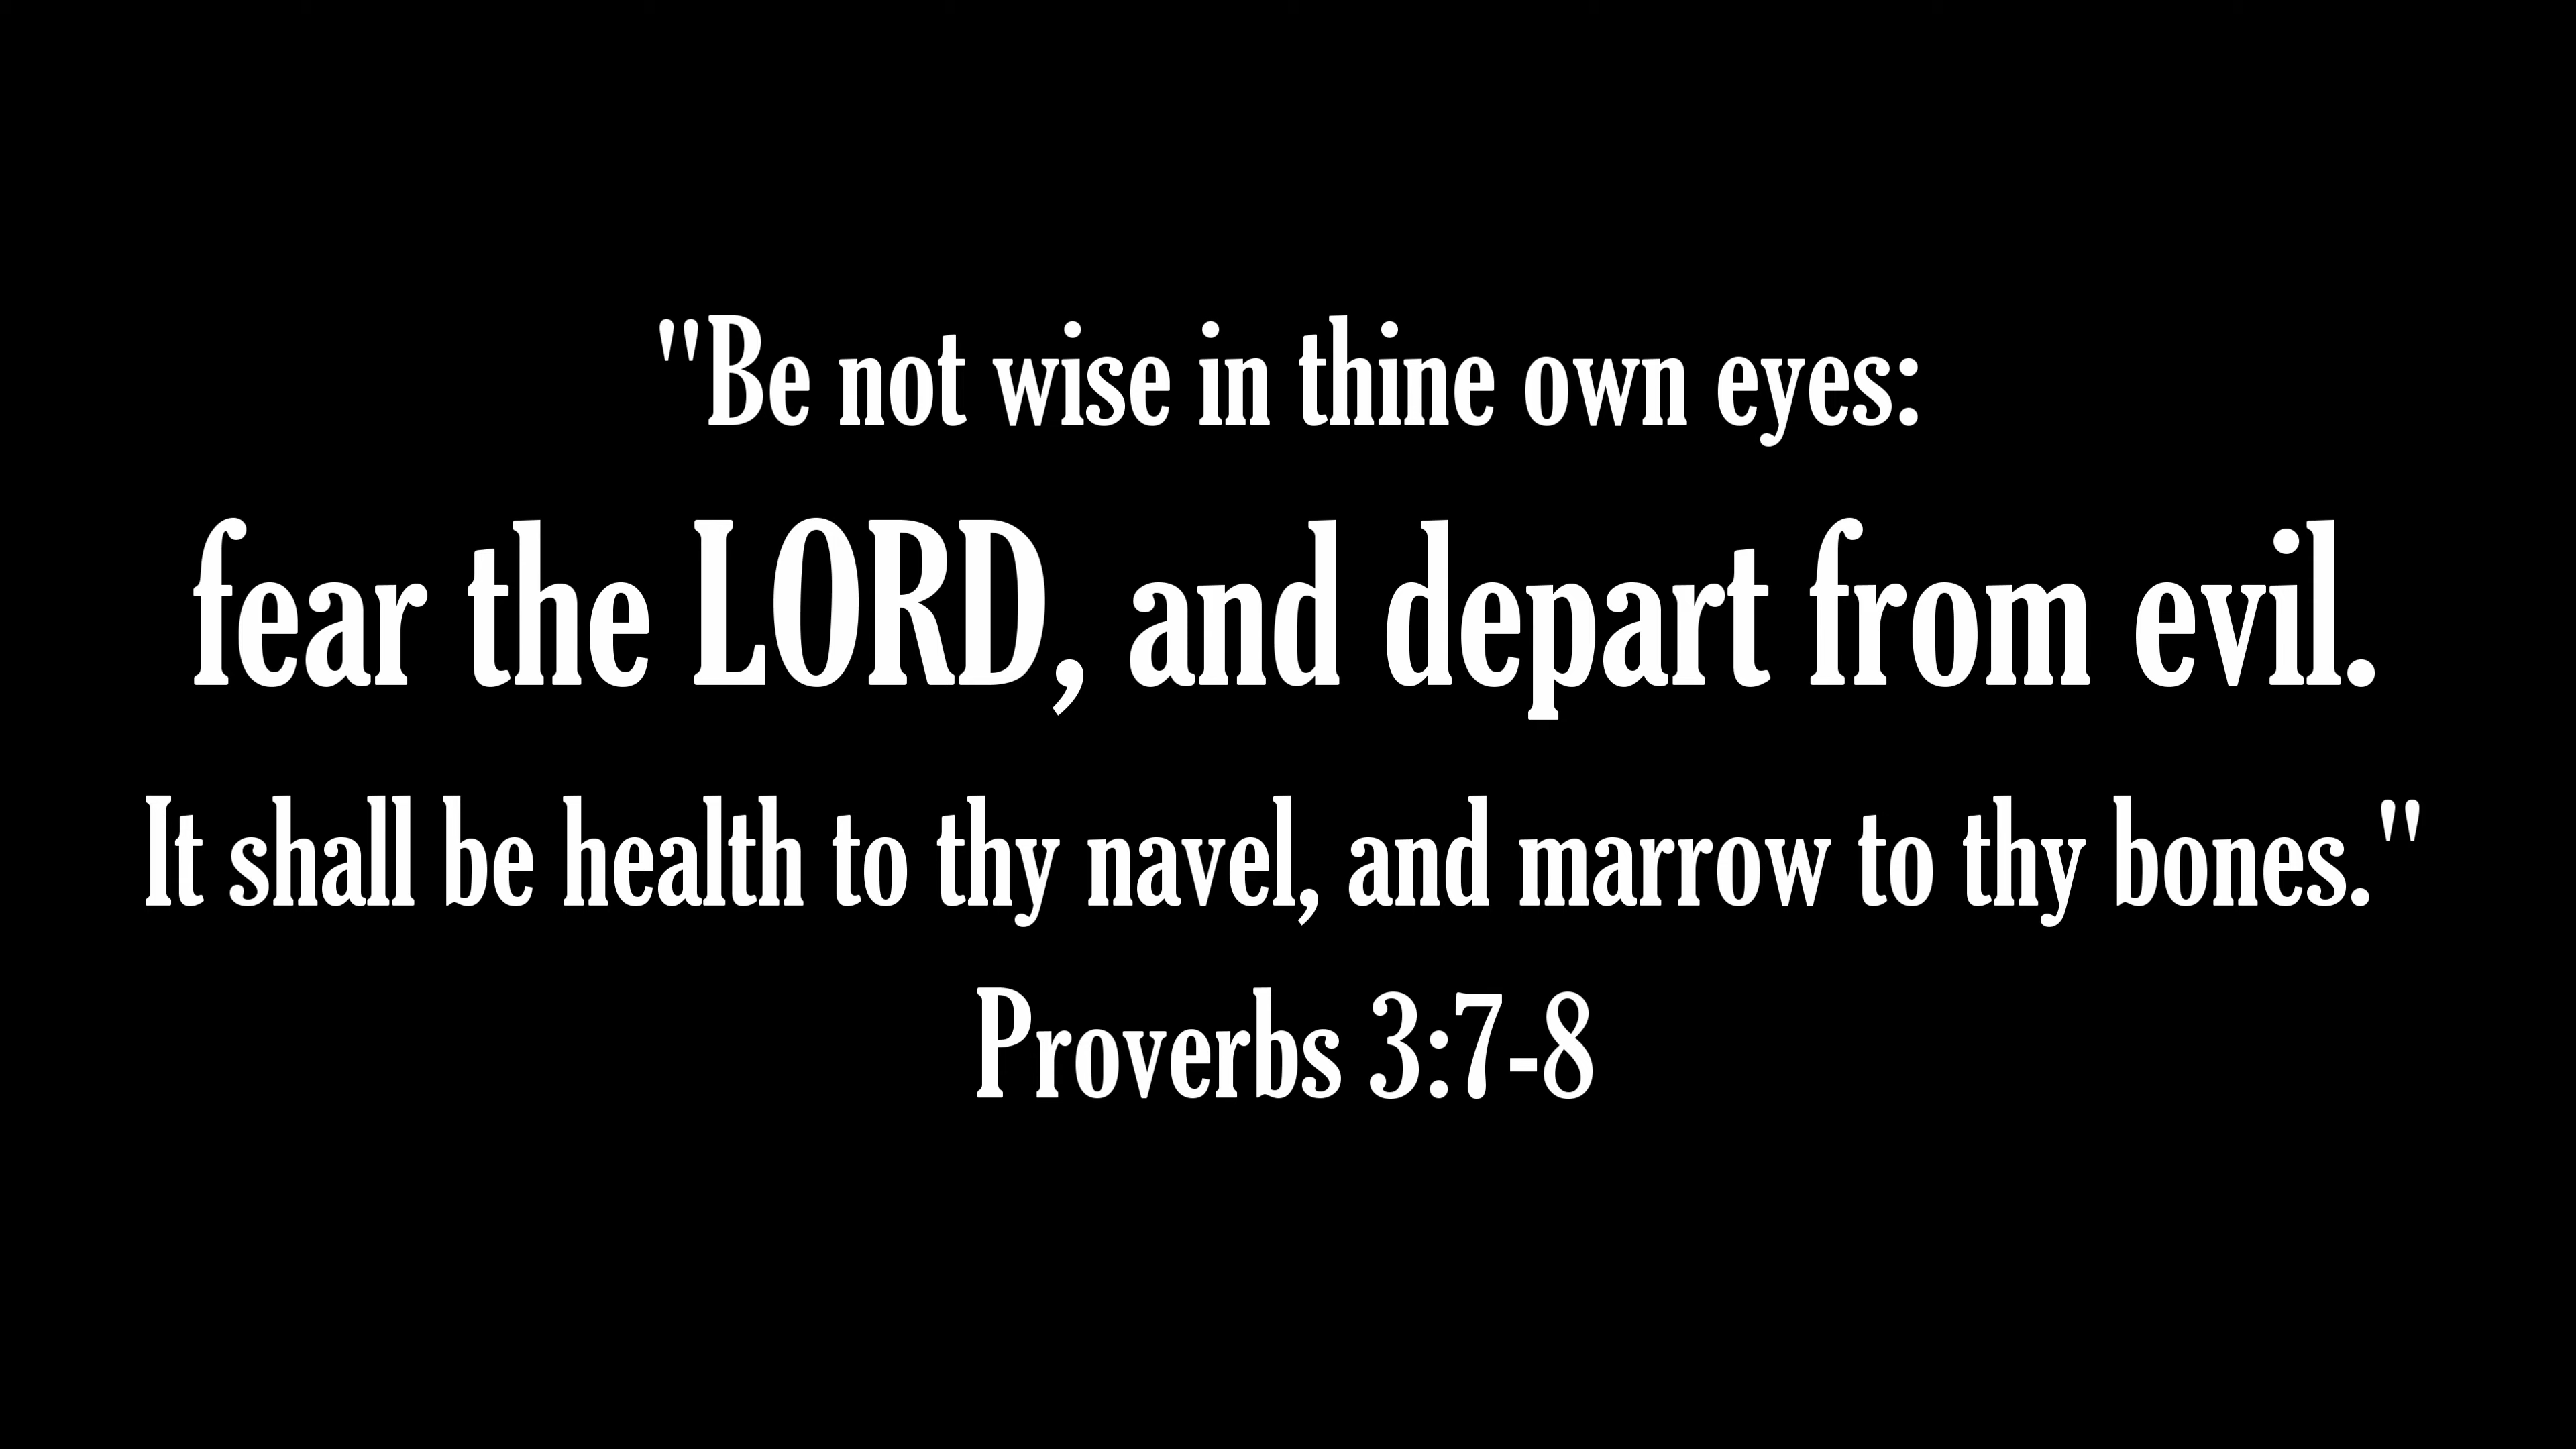 "Be not wise in thine own eyes:
fear the LORD, and depart from evil.
It shall be health to thy navel, and marrow to thy bones."
Proverbs 3:7-8